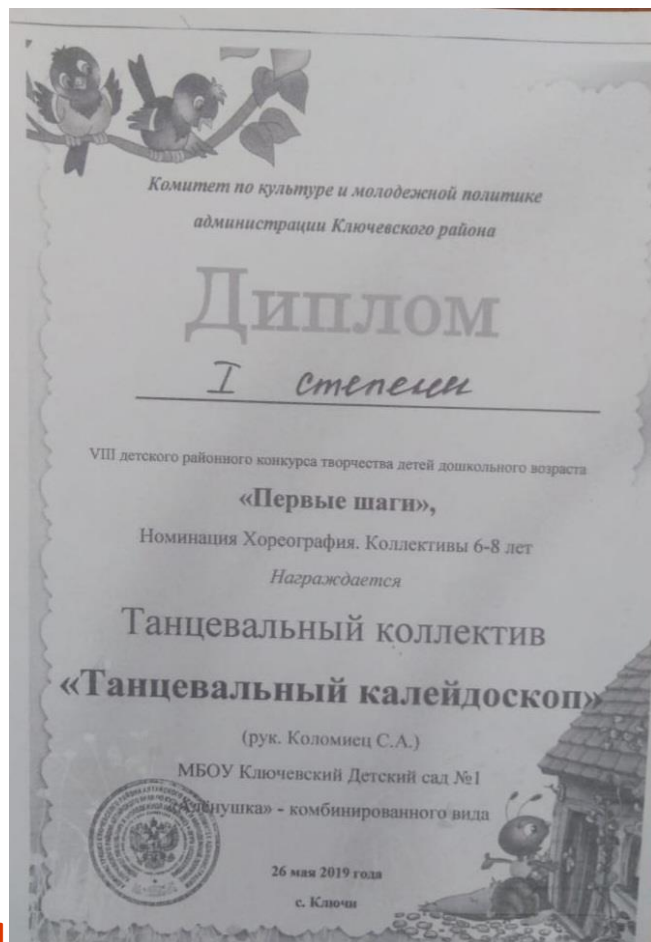 Комитет по культуре и молодежной политике
администрации Ключевского района
Диплом
I степени
VIII детского районного конкурса творчества детей дошкольного возраста
«Первые шаги»,
Номинация Хореография. Коллективы 6-8 лет
Награждается
Танцевальный коллектив
«Танцевальный калейдоскоп»
(рук. Коломиец С.А.)
МБОУ Ключевский Детский сад №1
«Алёнушка» - комбинированного вида
26 мая 2019 года
с. Ключи